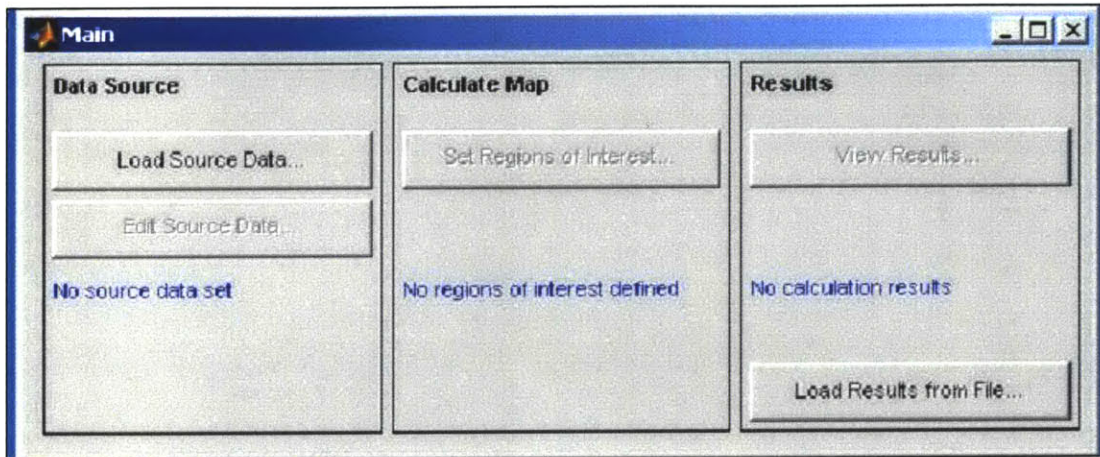 Main
Data Source
Load Source Data...
Edit Source Data...
No source data set
Calculate Map
Set Regions of Interest...
No regions of interest defined
Results
View Results...
No calculation results
Load Results from File...